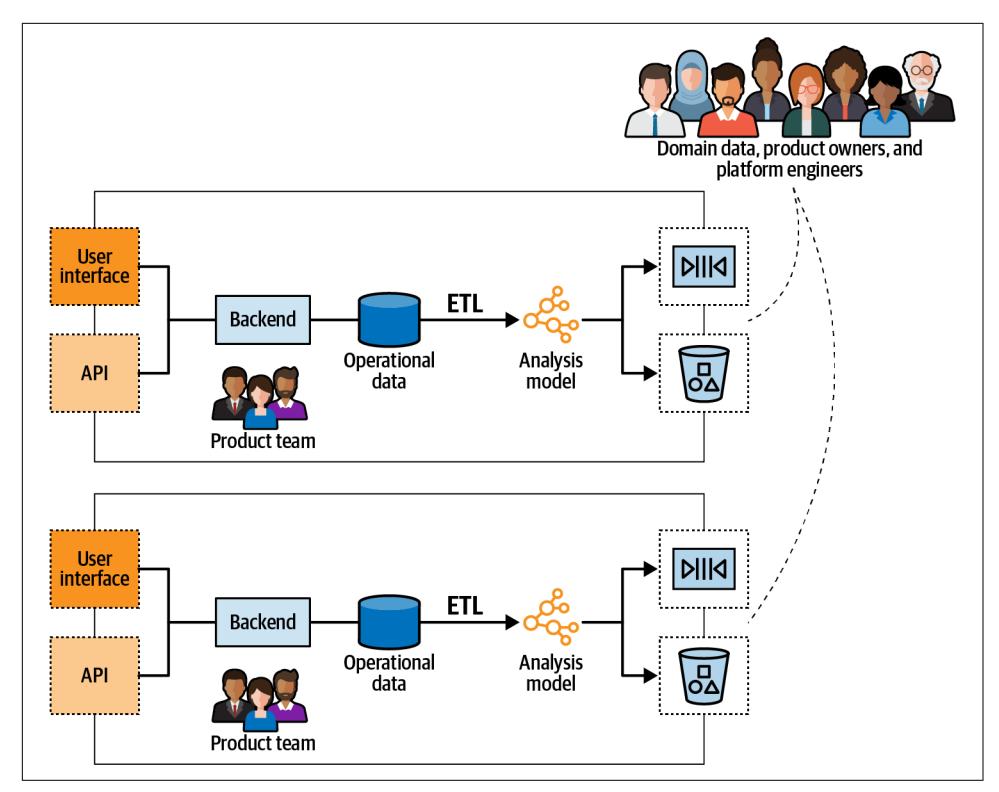 Domain data, product owners, and
platform engineers
User
interface
API
Backend
Operational
data
ETL
Analysis
model
Product team
User
interface
API
Backend
Operational
data
ETL
Analysis
model
Product team